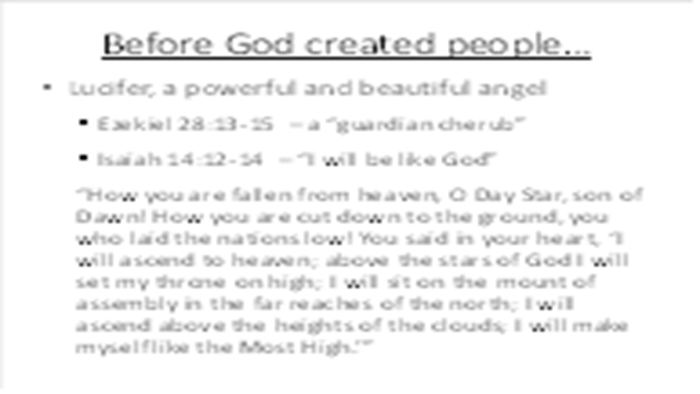 Before God created people...
• Lucifer, a powerful and beautiful angel
▪ Ezekiel 28:13-15 – a "guardian cherub"
▪ Isaiah 14:12-14 – "I will be like God"
"How you are fallen from heaven, O Day Star, son of
Dawn! How you are cut down to the ground, you
who laid the nations low! You said in your heart, 'I
will ascend to heaven; above the stars of God I will
set my throne on high; I will sit on the mount of
assembly in the far reaches of the north; I will
ascend above the heights of the clouds; I will make
myself like the Most High.'"